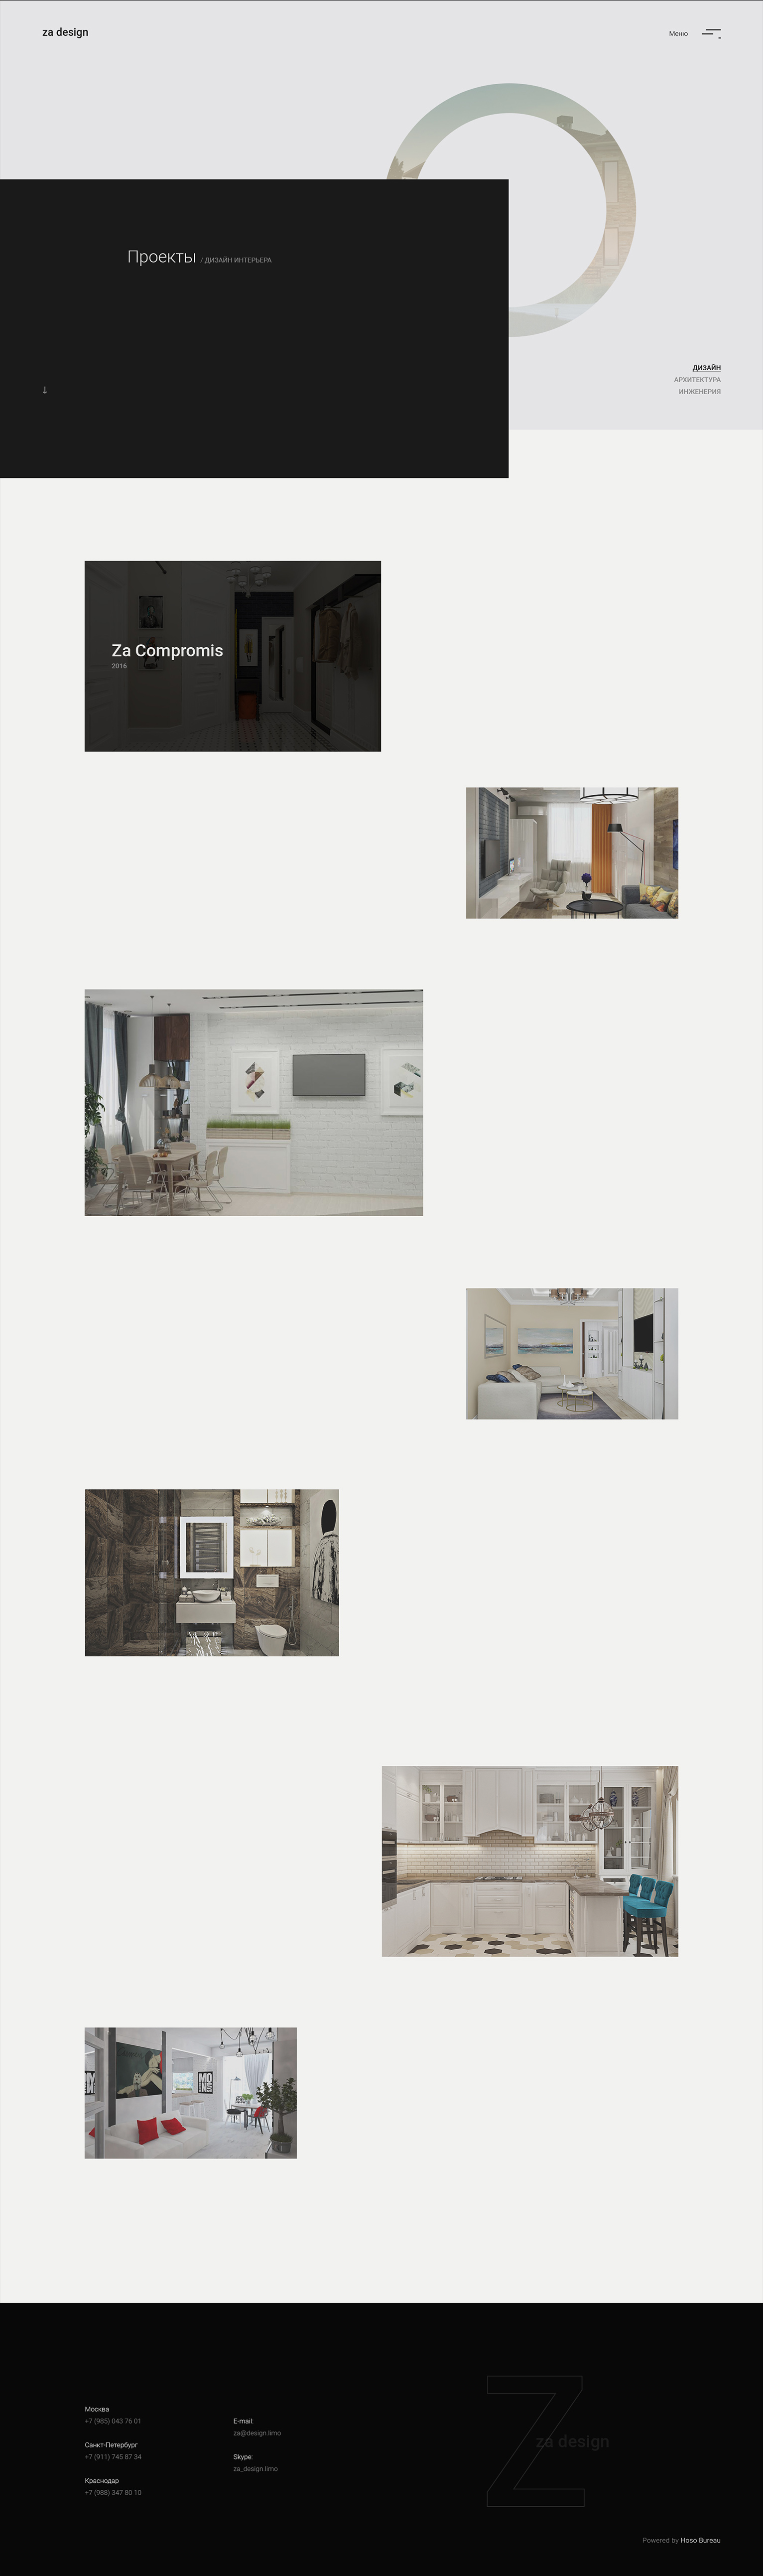 za design
Меню
Проекты / ДИЗАЙН ИНТЕРЬЕРА
ДИЗАЙН
АРХИТЕКТУРА
ИНЖЕНЕРИЯ
Za Compromis
2016
Москва
+7 (985) 043 76 01
Санкт-Петербург
+7 (911) 745 87 34
Краснодар
+7 (988) 347 80 10
E-mail:
za@design.limo
Skype:
za_design.limo
Z
za design
Powered by Hoso Bureau